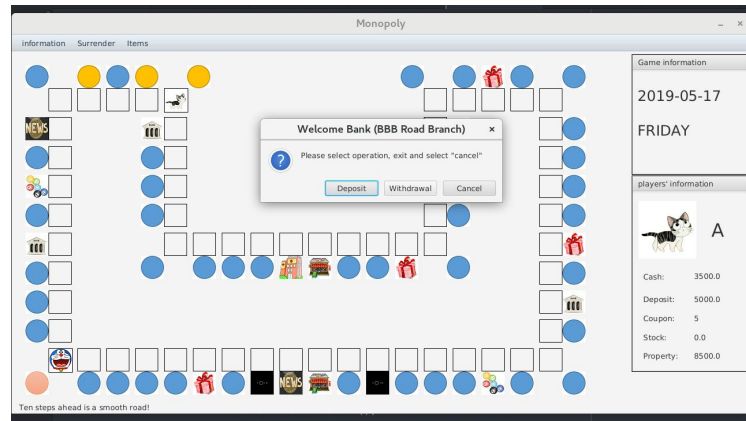 Monopoly
information Surrender Items
Game information
2019-05-17
FRIDAY
NEWS
Welcome Bank (BBB Road Branch)
Please select operation, exit and select "cancel"
Deposit Withdrawal Cancel
players' information
A
Cash: 3500.0
Deposit: 5000.0
Coupon: 5
Stock: 0.0
Property: 8500.0
NEWS
Ten steps ahead is a smooth road!